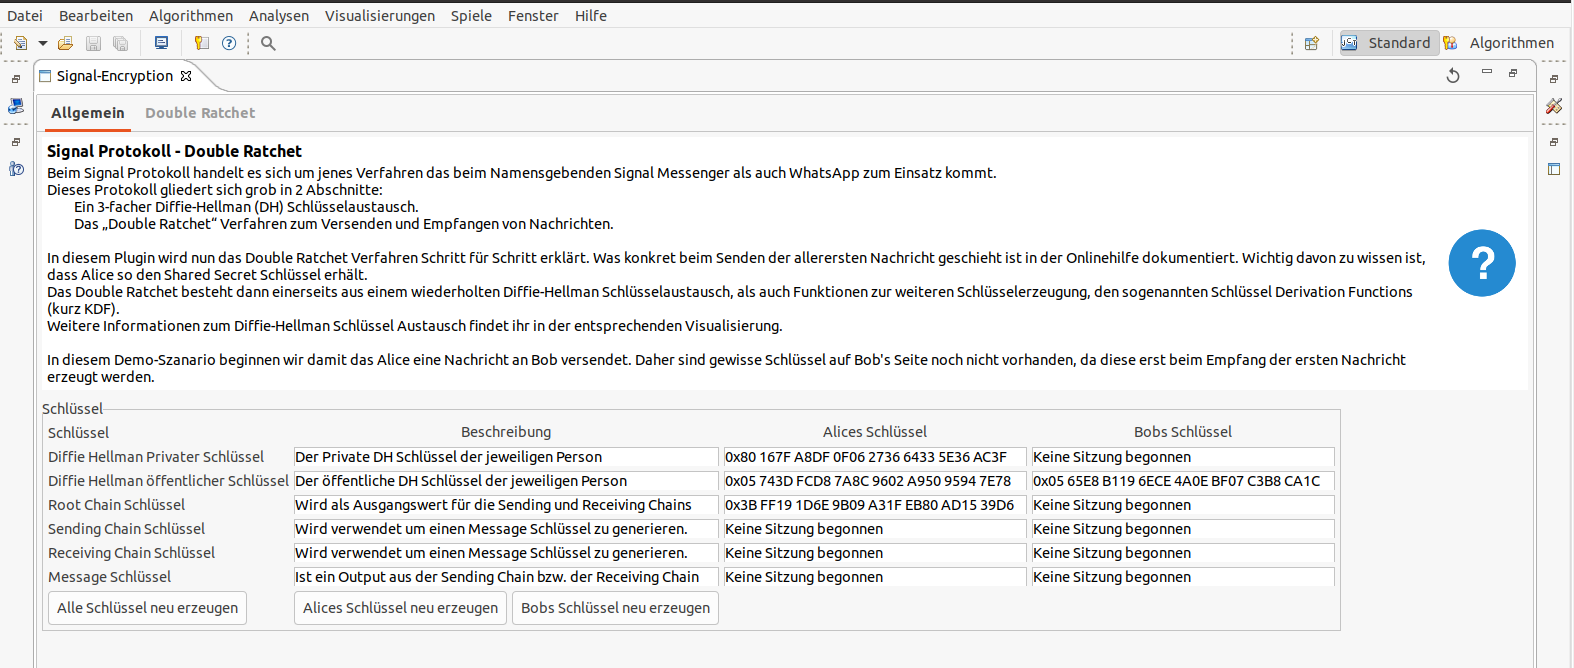 Datei Bearbeiten Algorithmen Analysen Visualisierungen Spiele Fenster Hilfe
Standard Algorithmen
Signal-Encryption
Allgemein Double Ratchet
Signal Protokoll - Double Ratchet
Beim Signal Protokoll handelt es sich um jenes Verfahren das beim Namensgebenden Signal Messenger als auch WhatsApp zum Einsatz kommt.
Dieses Protokoll gliedert sich grob in 2 Abschnitte:
Ein 3-facher Diffie-Hellman (DH) Schlüsselaustausch.
Das „Double Ratchet“ Verfahren zum Versenden und Empfangen von Nachrichten.
In diesem Plugin wird nun das Double Ratchet Verfahren Schritt für Schritt erklärt. Was konkret beim Senden der allerersten Nachricht geschieht ist in der Onlinehilfe dokumentiert. Wichtig davon zu wissen ist,
dass Alice so den Shared Secret Schlüssel erhält.
Das Double Ratchet besteht dann einerseits aus einem wiederholten Diffie-Hellman Schlüsselaustausch, als auch Funktionen zur weiteren Schlüsselerzeugung, den sogenannten Schlüssel Derivation Functions
(kurz KDF).
Weitere Informationen zum Diffie-Hellman Schlüssel Austausch findet ihr in der entsprechenden Visualisierung.
In diesem Demo-Szanario beginnen wir damit das Alice eine Nachricht an Bob versendet. Daher sind gewisse Schlüssel auf Bob's Seite noch nicht vorhanden, da diese erst beim Empfang der ersten Nachricht
erzeugt werden.
?
Schlüssel
Schlüssel Beschreibung Alices Schlüssel Bobs Schlüssel
Diffie Hellman Privater Schlüssel Der Private DH Schlüssel der jeweiligen Person 0x80 167F A8DF 0F06 2736 6433 5E36 AC3F Keine Sitzung begonnen
Diffie Hellman öffentlicher Schlüssel Der öffentliche DH Schlüssel der jeweiligen Person 0x05 743D FCD8 7A8C 9602 A950 9594 7E78 0x05 65E8 B119 6ECE 4A0E BF07 C3B8 CA1C
Root Chain Schlüssel Wird als Ausgangswert für die Sending und Receiving Chains 0x3B FF19 1D6E 9B09 A31F EB80 AD15 39D6 Keine Sitzung begonnen
Sending Chain Schlüssel Wird verwendet um einen Message Schlüssel zu generieren. Keine Sitzung begonnen Keine Sitzung begonnen
Receiving Chain Schlüssel Wird verwendet um einen Message Schlüssel zu generieren. Keine Sitzung begonnen Keine Sitzung begonnen
Message Schlüssel Ist ein Output aus der Sending Chain bzw. der Receiving Chain Keine Sitzung begonnen Keine Sitzung begonnen
Alle Schlüssel neu erzeugen Alices Schlüssel neu erzeugen Bobs Schlüssel neu erzeugen